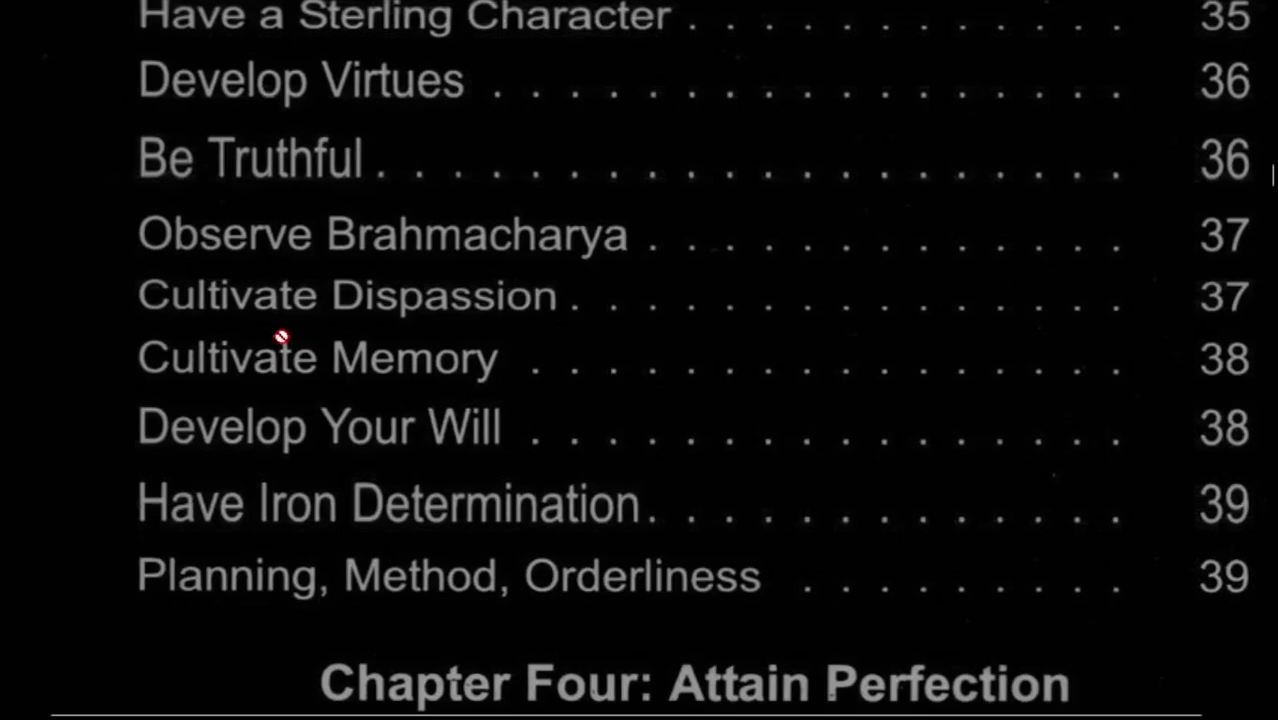 Have a Sterling Character . . . . . . . . . . . . 35
Develop Virtues . . . . . . . . . . . . . . . . . 36
Be Truthful . . . . . . . . . . . . . . . . . . . . 36
Observe Brahmacharya . . . . . . . . . . . . . 37
Cultivate Dispassion . . . . . . . . . . . . . . . 37
Cultivate Memory . . . . . . . . . . . . . . . . 38
Develop Your Will . . . . . . . . . . . . . . . . 38
Have Iron Determination . . . . . . . . . . . . . 39
Planning, Method, Orderliness . . . . . . . . . 39
Chapter Four: Attain Perfection